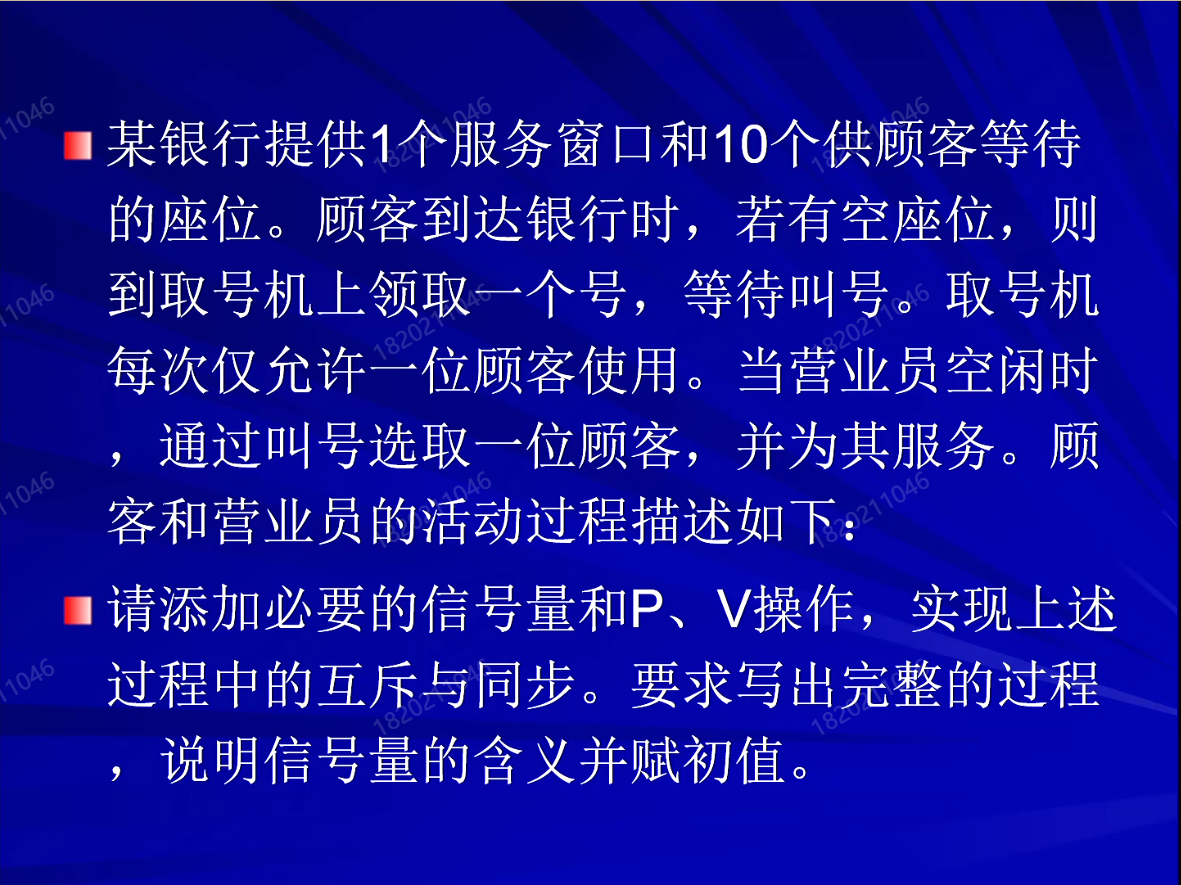 某银行提供1个服务窗口和10个供顾客等待
的座位。顾客到达银行时，若有空座位，则
到取号机上领取一个号，等待叫号。取号机
每次仅允许一位顾客使用。当营业员空闲时
，通过叫号选取一位顾客，并为其服务。顾
客和营业员的活动过程描述如下：
请添加必要的信号量和P、V操作，实现上述
过程中的互斥与同步。要求写出完整的过程
，说明信号量的含义并赋初值。
1820211046